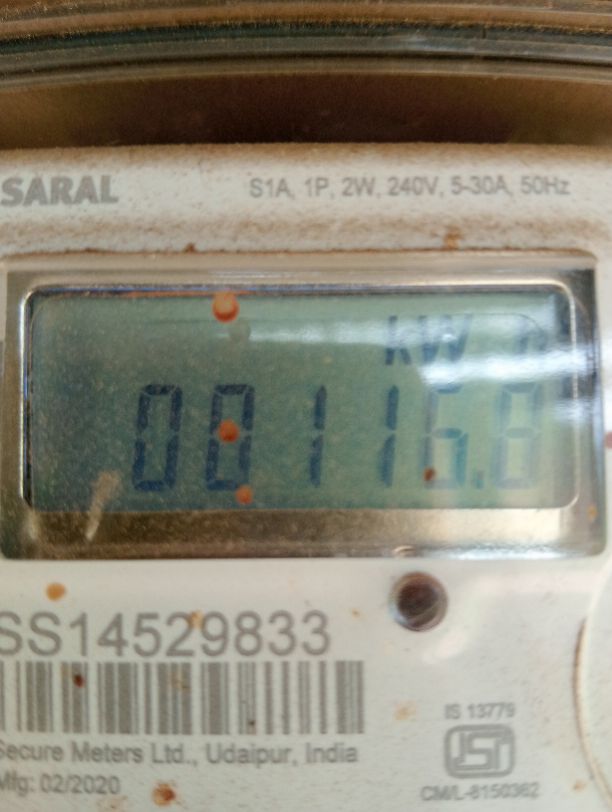 SARAL S1A, 1P, 2W, 240V, 5-30A, 50Hz
kW h
00116.8
SS14529833
Secure Meters Ltd., Udaipur, India
Mfg: 02/2020
IS 13779
ISI
CM/L-8150362